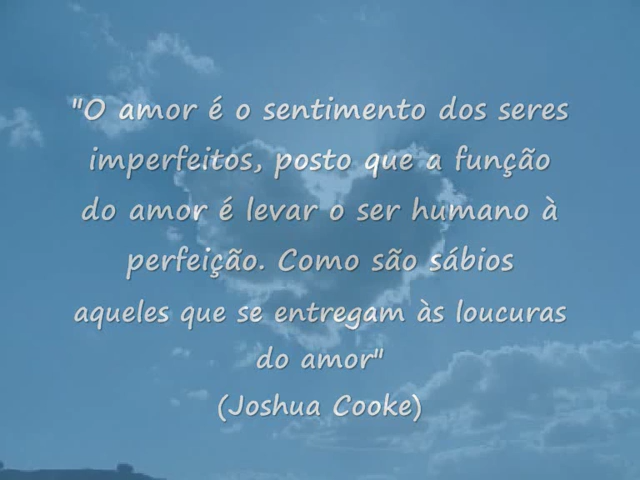 "O amor é o sentimento dos seres
imperfeitos, posto que a função
do amor é levar o ser humano à
perfeição. Como são sábios
aqueles que se entregam às loucuras
do amor"
(Joshua Cooke)